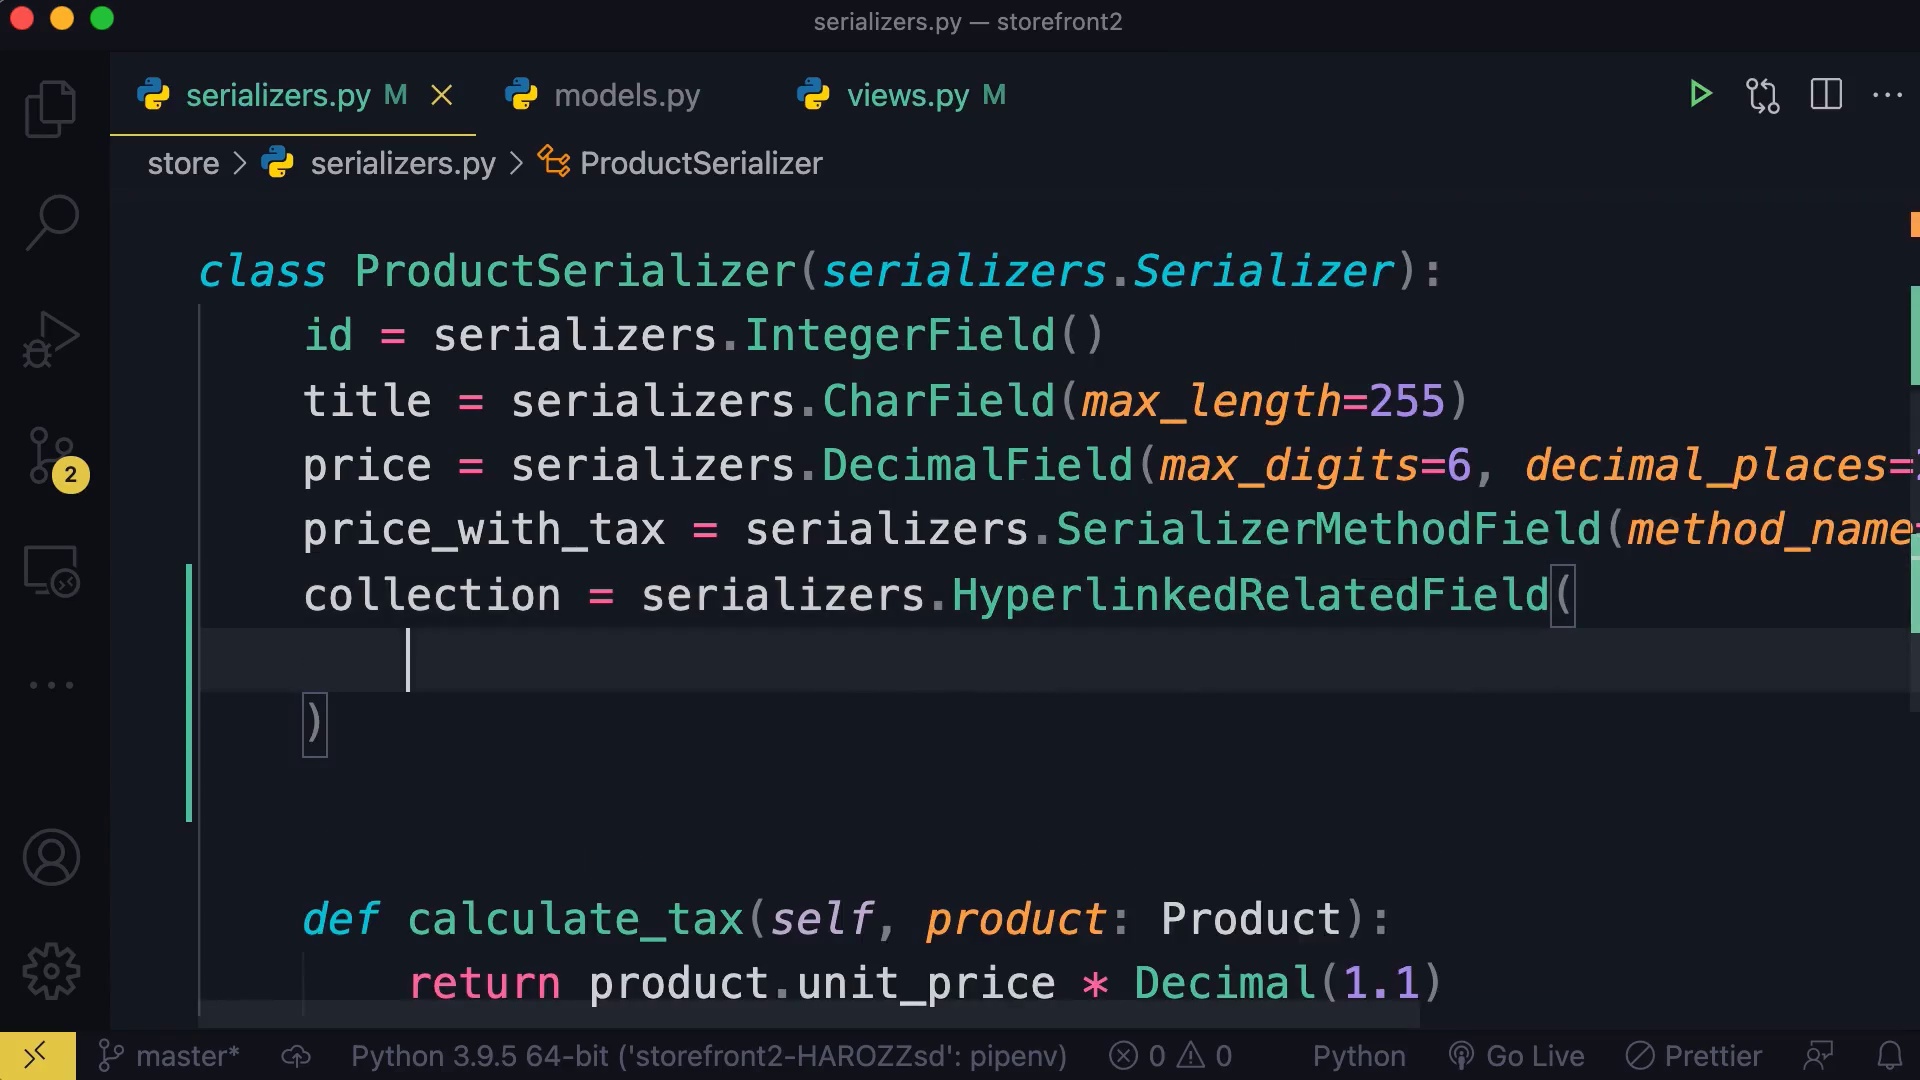 serializers.py — storefront2
serializers.py M
models.py
views.py M
store > serializers.py > ProductSerializer
class ProductSerializer(serializers.Serializer):
id = serializers.IntegerField()
title = serializers.CharField(max_length=255)
price = serializers.DecimalField(max_digits=6, decimal_places=
price_with_tax = serializers.SerializerMethodField(method_name=
collection = serializers.HyperlinkedRelatedField(
)
def calculate_tax(self, product: Product):
return product.unit_price * Decimal(1.1)
2
master*
Python 3.9.5 64-bit ('storefront2-HAROZZsd': pipenv)
0
0
Python
Go Live
Prettier